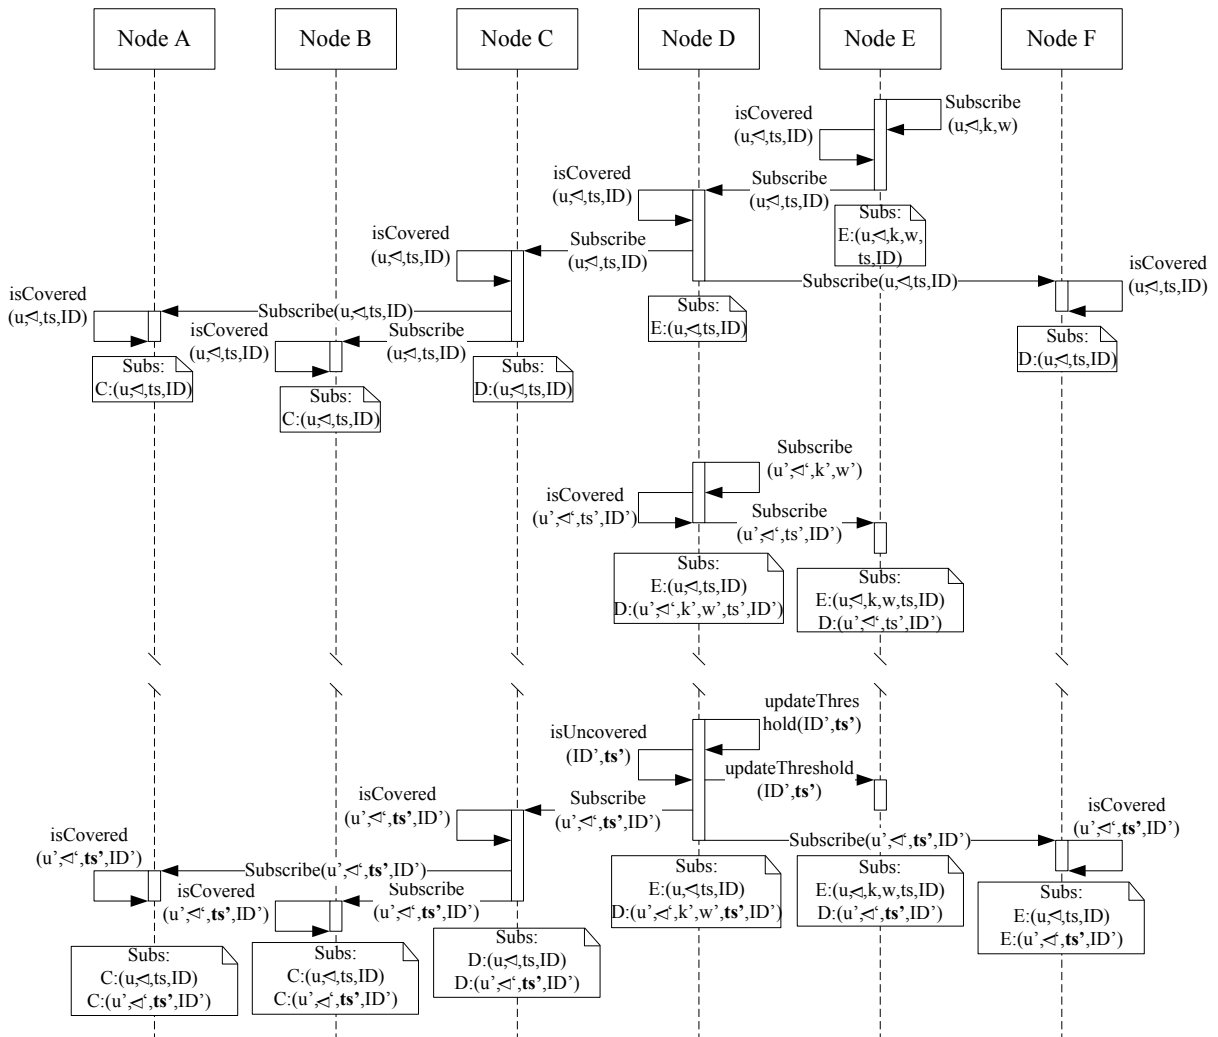 Node A
Node B
Node C
Node D
Node E
Node F
Subscribe
(u,⊲,k,w)
isCovered
(u,⊲,ts,ID)
Subscribe
(u,⊲,ts,ID)
isCovered
(u,⊲,ts,ID)
Subs:
E:(u,⊲,k,w,
ts,ID)
Subscribe
(u,⊲,ts,ID)
isCovered
(u,⊲,ts,ID)
Subscribe(u,⊲,ts,ID)
isCovered
(u,⊲,ts,ID)
Subs:
E:(u,⊲,ts,ID)
Subscribe(u,⊲,ts,ID)
isCovered
(u,⊲,ts,ID)
Subscribe
(u,⊲,ts,ID)
isCovered
(u,⊲,ts,ID)
Subs:
C:(u,⊲,ts,ID)
Subs:
C:(u,⊲,ts,ID)
Subs:
D:(u,⊲,ts,ID)
Subs:
D:(u,⊲,ts,ID)
Subscribe
(u’,⊲‘,k’,w’)
isCovered
(u’,⊲‘,ts’,ID’)
Subscribe
(u’,⊲‘,ts’,ID’)
Subs:
E:(u,⊲,ts,ID)
D:(u’,⊲‘,k’,w’,ts’,ID’)
Subs:
E:(u,⊲,k,w,ts,ID)
D:(u’,⊲‘,ts’,ID’)
updateThres
hold(ID’,ts’)
isUncovered
(ID’,ts’)
updateThreshold
(ID’,ts’)
Subscribe
(u’,⊲‘,ts’,ID’)
isCovered
(u’,⊲‘,ts’,ID’)
Subscribe(u’,⊲‘,ts’,ID’)
isCovered
(u’,⊲‘,ts’,ID’)
Subscribe(u’,⊲‘,ts’,ID’)
isCovered
(u’,⊲‘,ts’,ID’)
Subscribe
(u’,⊲‘,ts’,ID’)
isCovered
(u’,⊲‘,ts’,ID’)
Subs:
E:(u,⊲,ts,ID)
D:(u’,⊲‘,k’,w’,ts’,ID’)
Subs:
E:(u,⊲,k,w,ts,ID)
D:(u’,⊲‘,ts’,ID’)
Subs:
E:(u,⊲,ts,ID)
E:(u’,⊲‘,ts’,ID’)
Subs:
C:(u,⊲,ts,ID)
C:(u’,⊲‘,ts’,ID’)
Subs:
C:(u,⊲,ts,ID)
C:(u’,⊲‘,ts’,ID’)
Subs:
D:(u,⊲,ts,ID)
D:(u’,⊲‘,ts’,ID’)